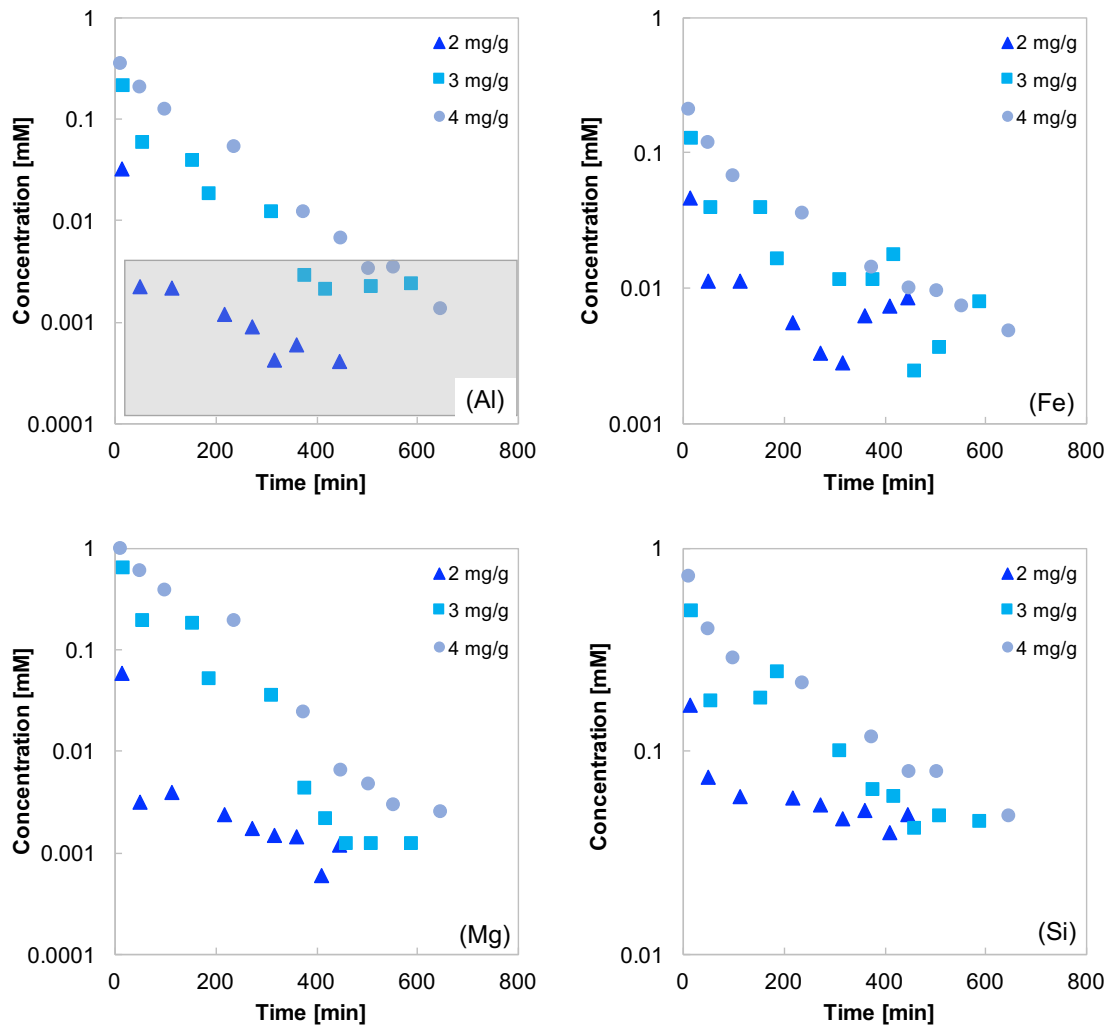 1
0.1
0.01
0.001
0.0001
0
200
400
600
800
Concentration [mM]
Time [min]
2 mg/g
3 mg/g
4 mg/g
(Al)
1
0.1
0.01
0.001
0
200
400
600
800
Concentration [mM]
Time [min]
2 mg/g
3 mg/g
4 mg/g
(Fe)
1
0.1
0.01
0.001
0.0001
0
200
400
600
800
Concentration [mM]
Time [min]
2 mg/g
3 mg/g
4 mg/g
(Mg)
1
0.1
0.01
0
200
400
600
800
Concentration [mM]
Time [min]
2 mg/g
3 mg/g
4 mg/g
(Si)